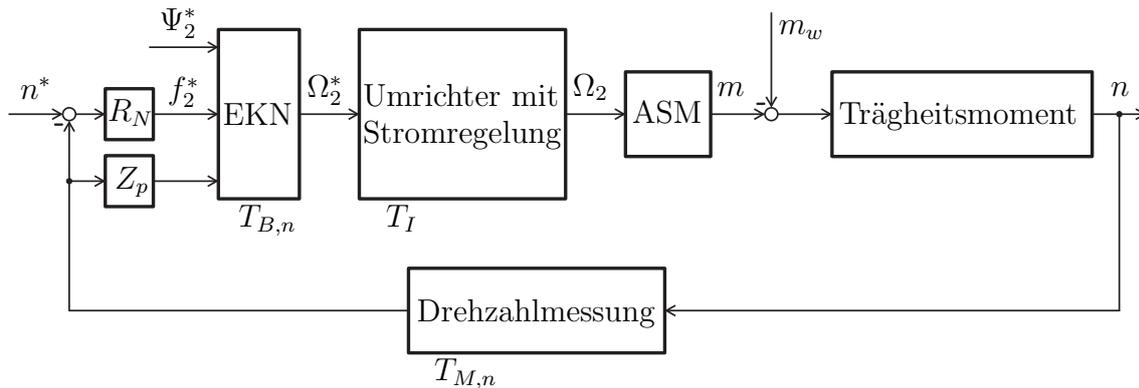 Ψ₂*
m_w
n*
f₂*
Ω₂*
Ω₂
m
n
R_N
EKN
Umrichter mit
Stromregelung
ASM
Trägheitsmoment
-
-
Z_p
T_{B,n}
T_I
Drehzahlmessung
T_{M,n}